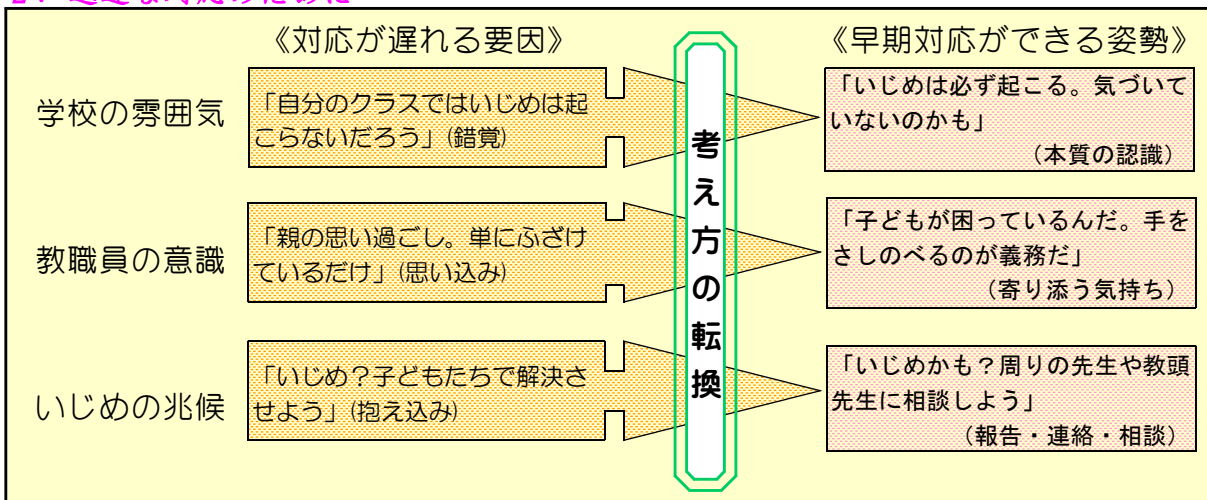 《対応が遅れる要因》
《早期対応ができる姿勢》
学校の雰囲気
「自分のクラスではいじめは起
こらないだろう」(錯覚)
「いじめは必ず起こる。気づいて
いないのかも」
（本質の認識）
教職員の意識
「親の思い過ごし。単にふざけ
ているだけ」(思い込み)
「子どもが困っているんだ。手を
さしのべるのが義務だ」
（寄り添う気持ち）
いじめの兆候
「いじめ？子どもたちで解決さ
せよう」(抱え込み)
「いじめかも？周りの先生や教頭
先生に相談しよう」
（報告・連絡・相談）
考え方の転換